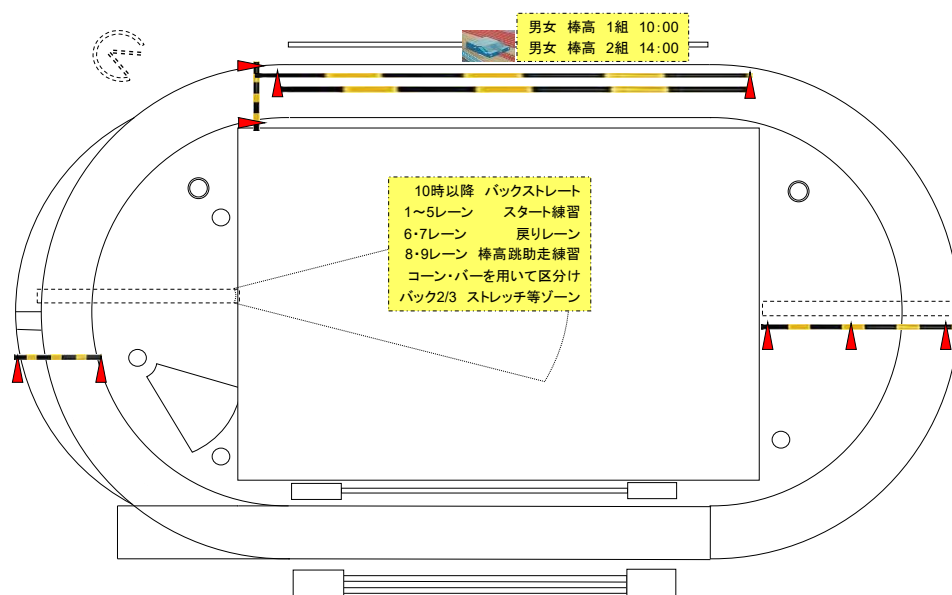 男女 棒高 1組 10:00
男女 棒高 2組 14:00
10時以降 バックストレート
1～5レーン スタート練習
6・7レーン 戻りレーン
8・9レーン 棒高跳助走練習
コーン・バーを用いて区分け
バック2/3 ストレッチ等ゾーン